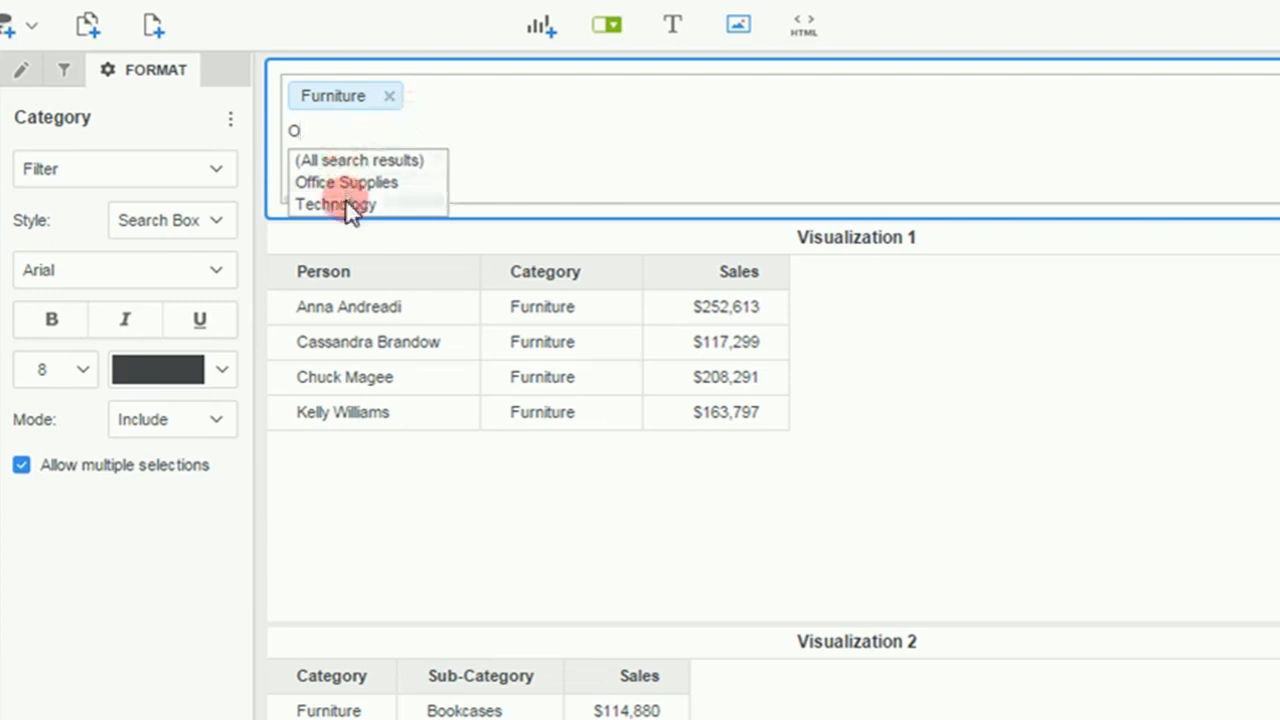 HTML
FORMAT
Category
Filter
Style: Search Box
Arial
B I U
8
Mode: Include
Allow multiple selections
Furniture ×
O
(All search results)
Office Supplies
Technology
Visualization 1
Person Category Sales
Anna Andreadi Furniture $252,613
Cassandra Brandow Furniture $117,299
Chuck Magee Furniture $208,291
Kelly Williams Furniture $163,797
Visualization 2
Category Sub-Category Sales
Furniture Bookcases $114,880